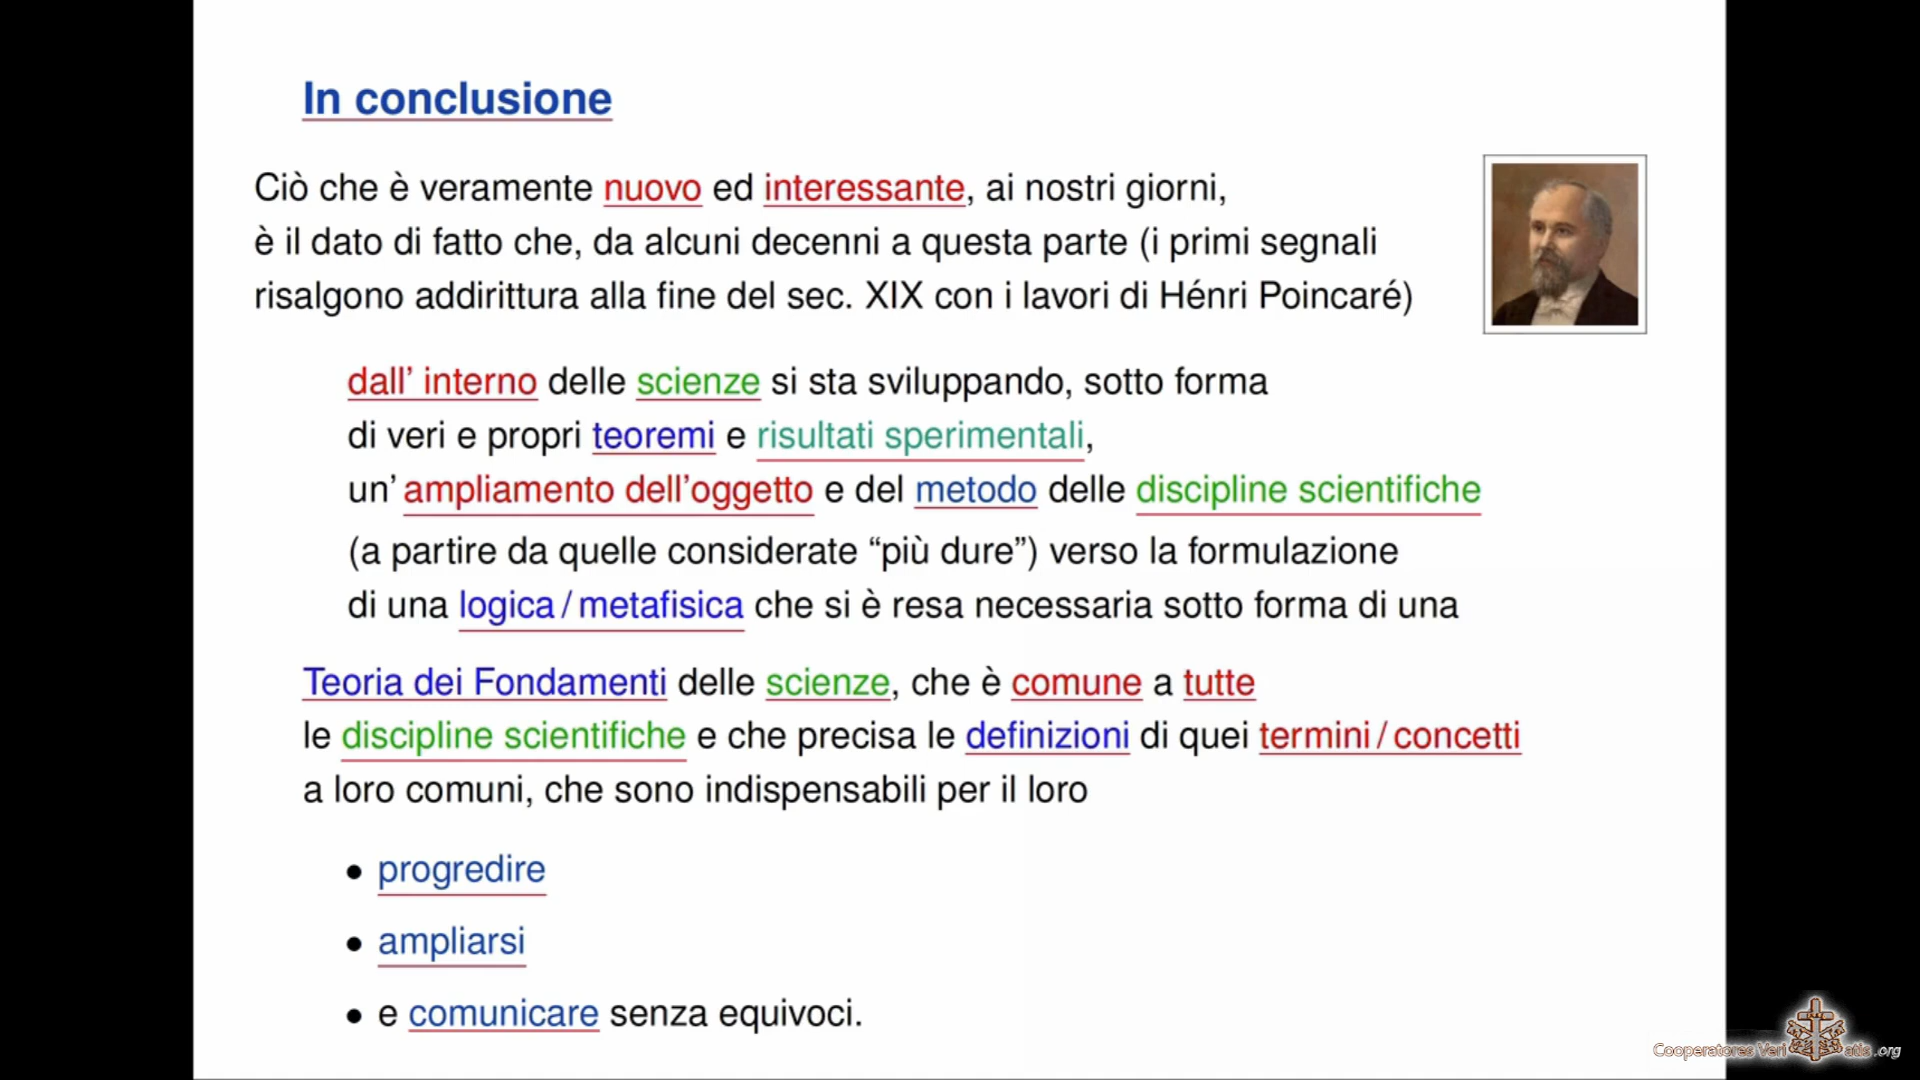 In conclusione
Ciò che è veramente nuovo ed interessante, ai nostri giorni,
è il dato di fatto che, da alcuni decenni a questa parte (i primi segnali
risalgono addirittura alla fine del sec. XIX con i lavori di Hénri Poincaré)
dall’ interno delle scienze si sta sviluppando, sotto forma
di veri e propri teoremi e risultati sperimentali,
un’ ampliamento dell’oggetto e del metodo delle discipline scientifiche
(a partire da quelle considerate “più dure”) verso la formulazione
di una logica / metafisica che si è resa necessaria sotto forma di una
Teoria dei Fondamenti delle scienze, che è comune a tutte
le discipline scientifiche e che precisa le definizioni di quei termini / concetti
a loro comuni, che sono indispensabili per il loro
• progredire
• ampliarsi
• e comunicare senza equivoci.
Cooperatores Veri atis .org